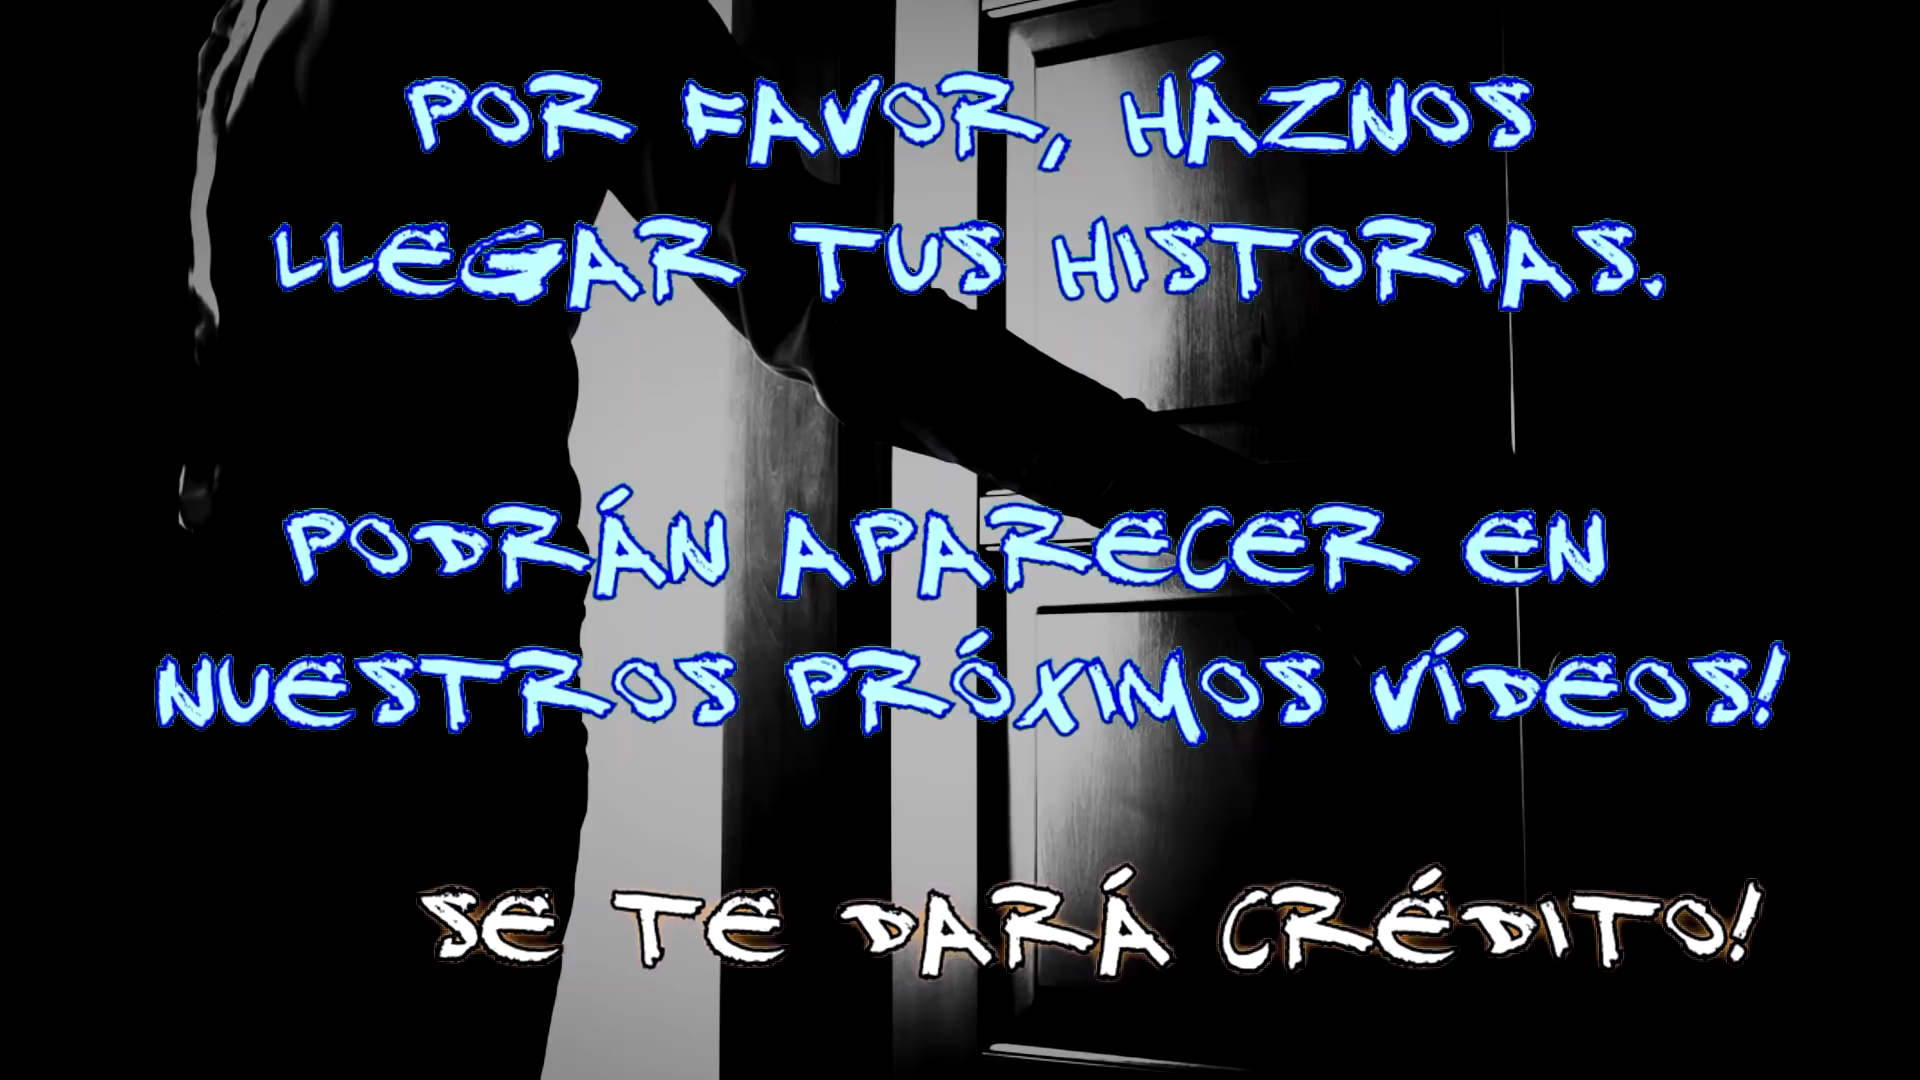 POR FAVOR, HÁZNOS
LLEGAR TUS HISTORIAS.
PODRÁN APARECER EN
NUESTROS PRÓXIMOS VÍDEOS!
SE TE DARÁ CRÉDITO!